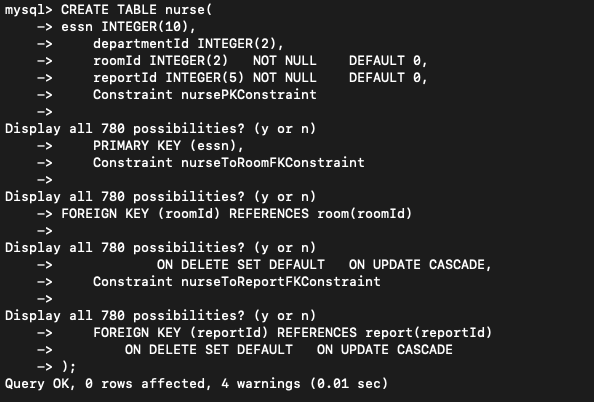 mysql> CREATE TABLE nurse(
    -> essn INTEGER(10),
    ->     departmentId INTEGER(2),
    ->     roomId INTEGER(2)   NOT NULL    DEFAULT 0,
    ->     reportId INTEGER(5) NOT NULL    DEFAULT 0,
    ->     Constraint nursePKConstraint
    ->
Display all 780 possibilities? (y or n)
    ->     PRIMARY KEY (essn),
    ->     Constraint nurseToRoomFKConstraint
    ->
Display all 780 possibilities? (y or n)
    -> FOREIGN KEY (roomId) REFERENCES room(roomId)
    ->
Display all 780 possibilities? (y or n)
    ->             ON DELETE SET DEFAULT   ON UPDATE CASCADE,
    ->     Constraint nurseToReportFKConstraint
    ->
Display all 780 possibilities? (y or n)
    ->     FOREIGN KEY (reportId) REFERENCES report(reportId)
    ->         ON DELETE SET DEFAULT   ON UPDATE CASCADE
    -> );
Query OK, 0 rows affected, 4 warnings (0.01 sec)